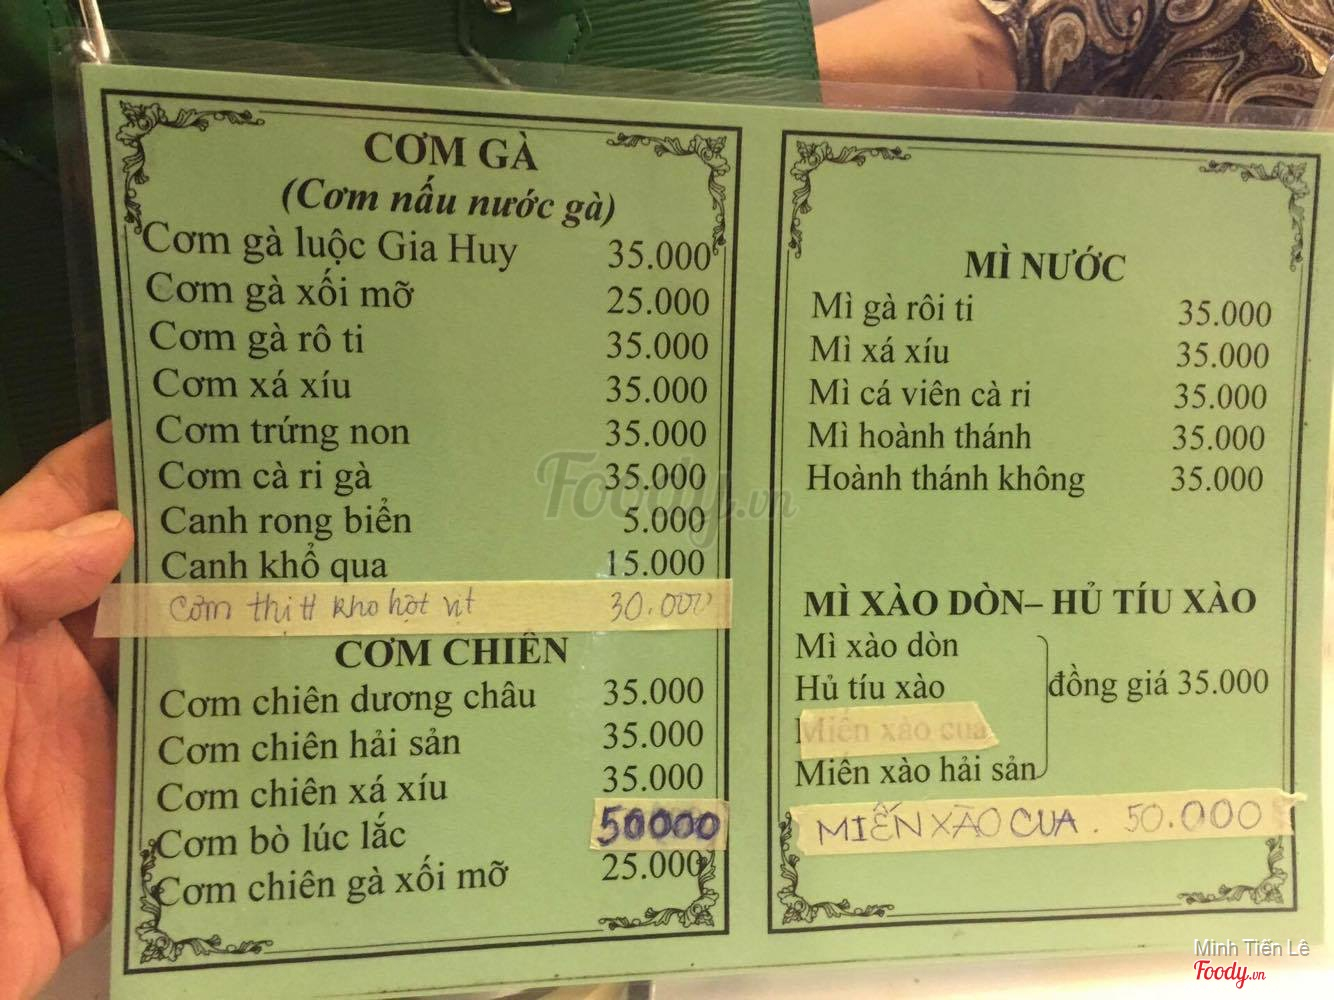 CƠM GÀ
(Cơm nấu nước gà)
Cơm gà luộc Gia Huy 35.000
Cơm gà xối mỡ 25.000
Cơm gà rô ti 35.000
Cơm xá xíu 35.000
Cơm trứng non 35.000
Cơm cà ri gà 35.000
Canh rong biển 5.000
Canh khổ qua 15.000
Cơm thịt kho hột vịt 30.000
CƠM CHIÊN
Cơm chiên dương châu 35.000
Cơm chiên hải sản 35.000
Cơm chiên xá xíu 35.000
Cơm bò lúc lắc 50000
Cơm chiên gà xối mỡ 25.000
MÌ NƯỚC
Mì gà rôi ti 35.000
Mì xá xíu 35.000
Mì cá viên cà ri 35.000
Mì hoành thánh 35.000
Hoành thánh không 35.000
MÌ XÀO DÒN– HỦ TÍU XÀO
Mì xào dòn
Hủ tíu xào đồng giá 35.000
Miến xào cua
Miến xào hải sản
MIẾN XÀO CUA . 50.000
Foody.vn
Minh Tiến Lê
Foody.vn